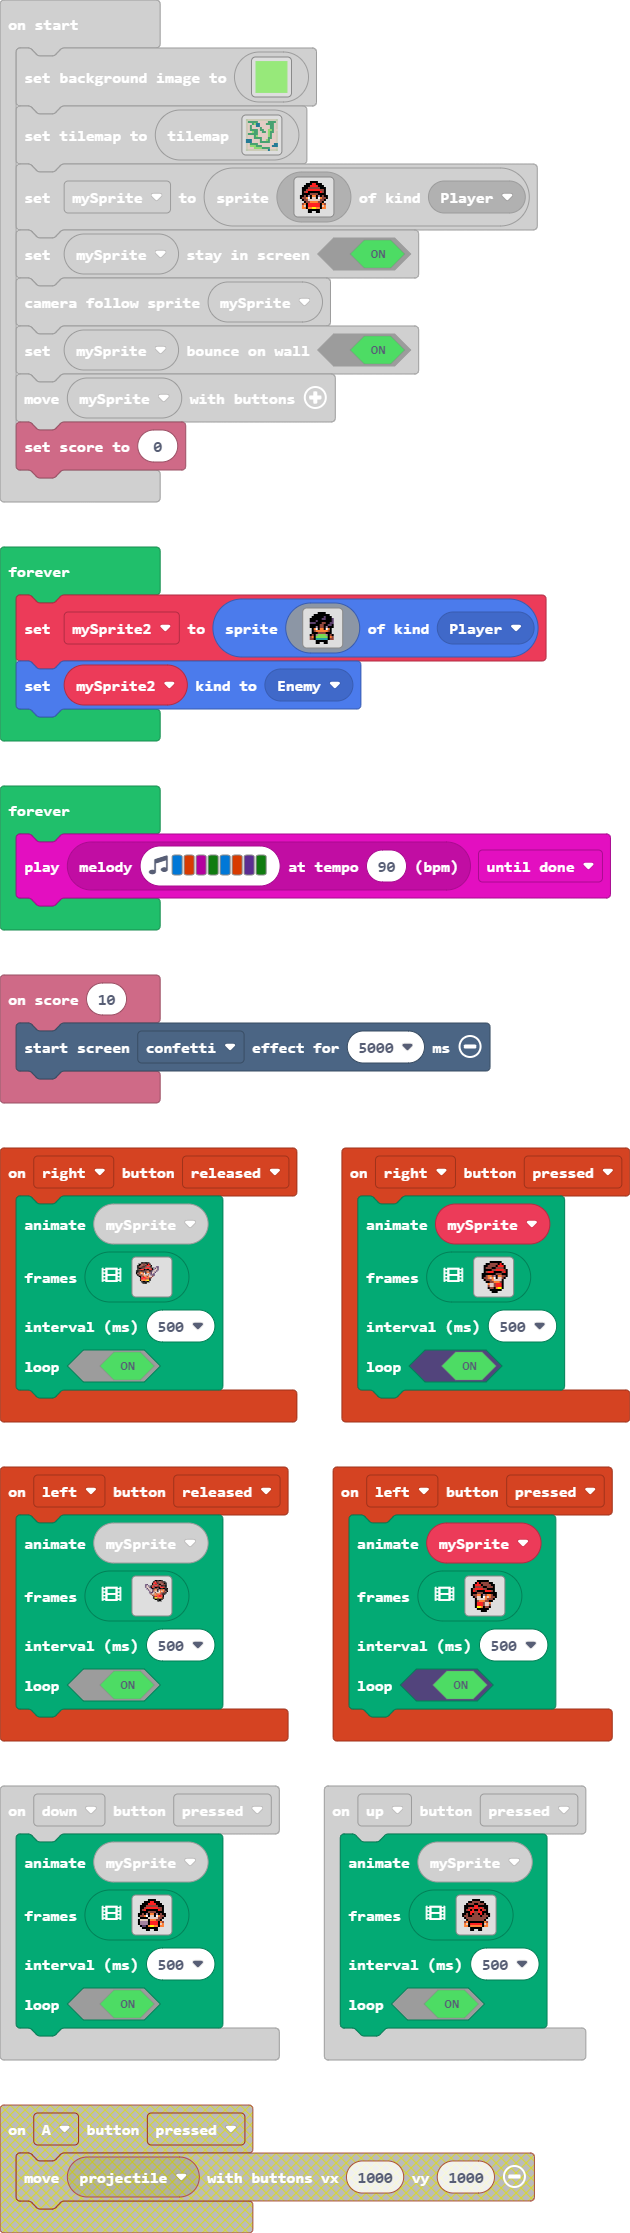 on start
set background image to
set tilemap to tilemap
set mySprite to sprite of kind Player
set mySprite stay in screen ON
camera follow sprite mySprite
set mySprite bounce on wall ON
move mySprite with buttons
set score to 0
forever
set mySprite2 to sprite of kind Player
set mySprite2 kind to Enemy
forever
play melody at tempo 90 (bpm) until done
on score 10
start screen confetti effect for 5000 ms
on right button released
animate mySprite
frames
interval (ms) 500
loop ON
on right button pressed
animate mySprite
frames
interval (ms) 500
loop ON
on left button released
animate mySprite
frames
interval (ms) 500
loop ON
on left button pressed
animate mySprite
frames
interval (ms) 500
loop ON
on down button pressed
animate mySprite
frames
interval (ms) 500
loop ON
on up button pressed
animate mySprite
frames
interval (ms) 500
loop ON
on A button pressed
move projectile with buttons vx 1000 vy 1000